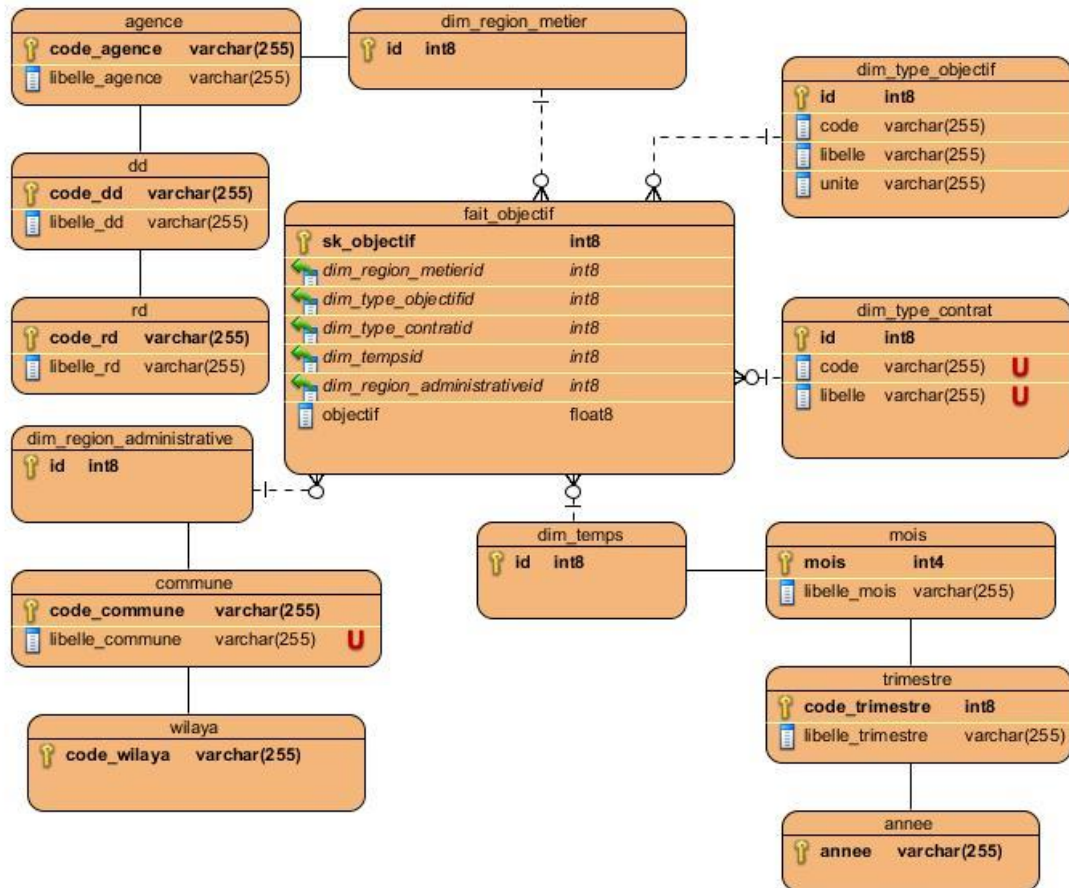 agence
code_agence varchar(255)
libelle_agence varchar(255)
dim_region_metier
id int8
dim_type_objectif
id int8
code varchar(255)
libelle varchar(255)
unite varchar(255)
dd
code_dd varchar(255)
libelle_dd varchar(255)
fait_objectif
sk_objectif int8
dim_region_metierid int8
dim_type_objectifid int8
dim_type_contratid int8
dim_tempsid int8
dim_region_administrativeid int8
objectif float8
rd
code_rd varchar(255)
libelle_rd varchar(255)
dim_type_contrat
id int8
code varchar(255) U
libelle varchar(255) U
dim_region_administrative
id int8
commune
code_commune varchar(255)
libelle_commune varchar(255) U
wilaya
code_wilaya varchar(255)
dim_temps
id int8
mois
mois int4
libelle_mois varchar(255)
trimestre
code_trimestre int8
libelle_trimestre varchar(255)
annee
annee varchar(255)